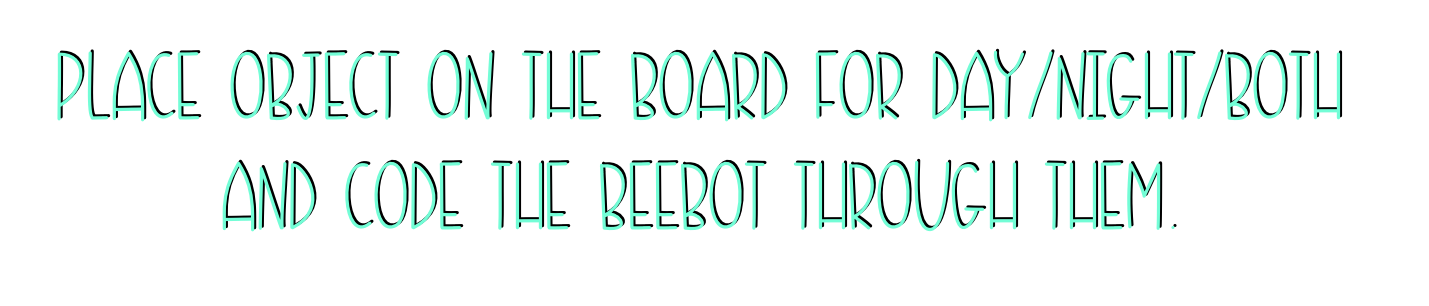 PLACE OBJECT ON THE BOARD FOR DAY/NIGHT/BOTH
AND CODE THE BEEBOT THROUGH THEM.